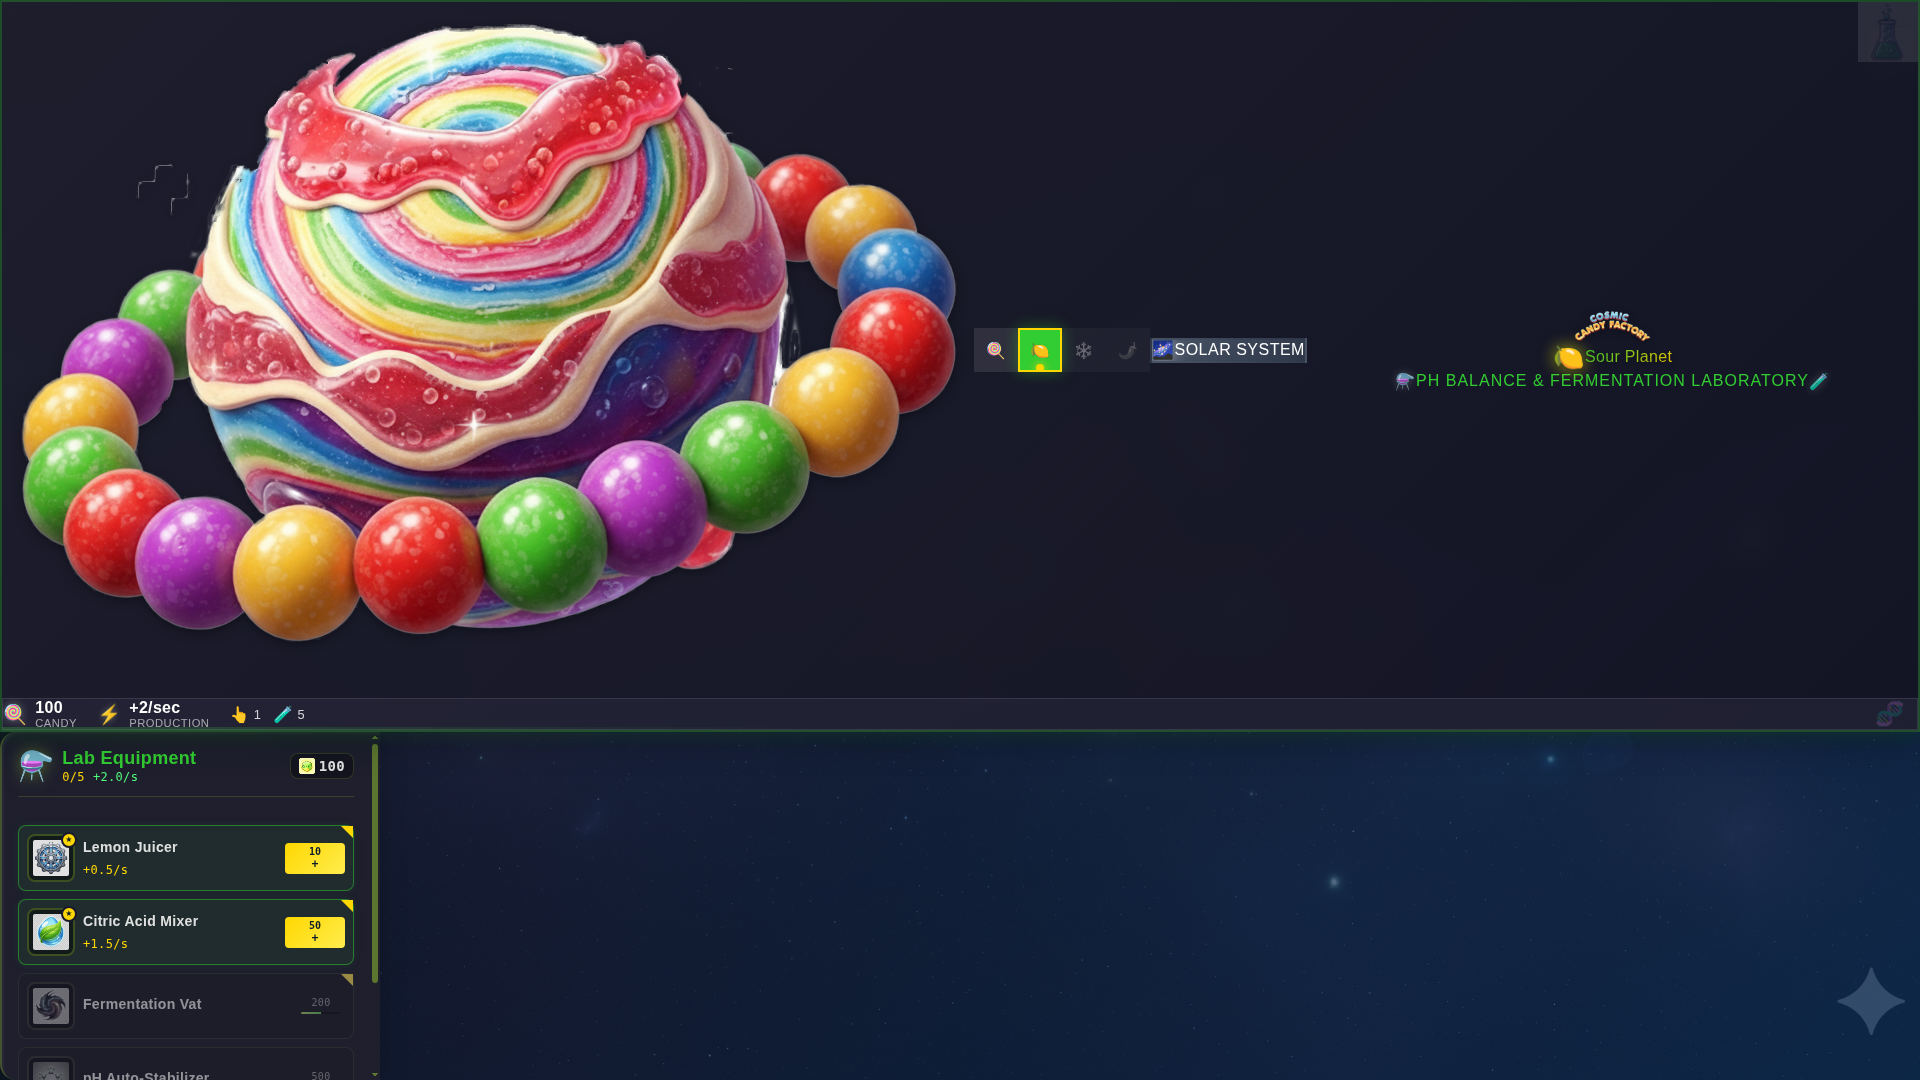 SOLAR SYSTEM
COSMIC
CANDY FACTORY
Sour Planet
PH BALANCE & FERMENTATION LABORATORY
100
CANDY
+2/sec
PRODUCTION
1
5
Lab Equipment
0/5 +2.0/s
100
Lemon Juicer
+0.5/s
10
+
Citric Acid Mixer
+1.5/s
50
+
Fermentation Vat
200
pH Auto-Stabilizer
500